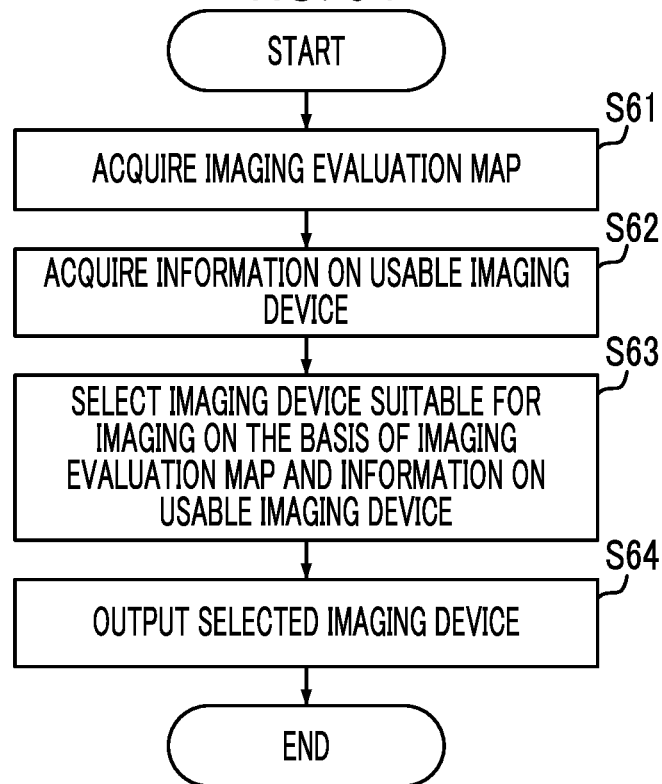 START
S61
ACQUIRE IMAGING EVALUATION MAP
S62
ACQUIRE INFORMATION ON USABLE IMAGING
DEVICE
S63
SELECT IMAGING DEVICE SUITABLE FOR
IMAGING ON THE BASIS OF IMAGING
EVALUATION MAP AND INFORMATION ON
USABLE IMAGING DEVICE
S64
OUTPUT SELECTED IMAGING DEVICE
END